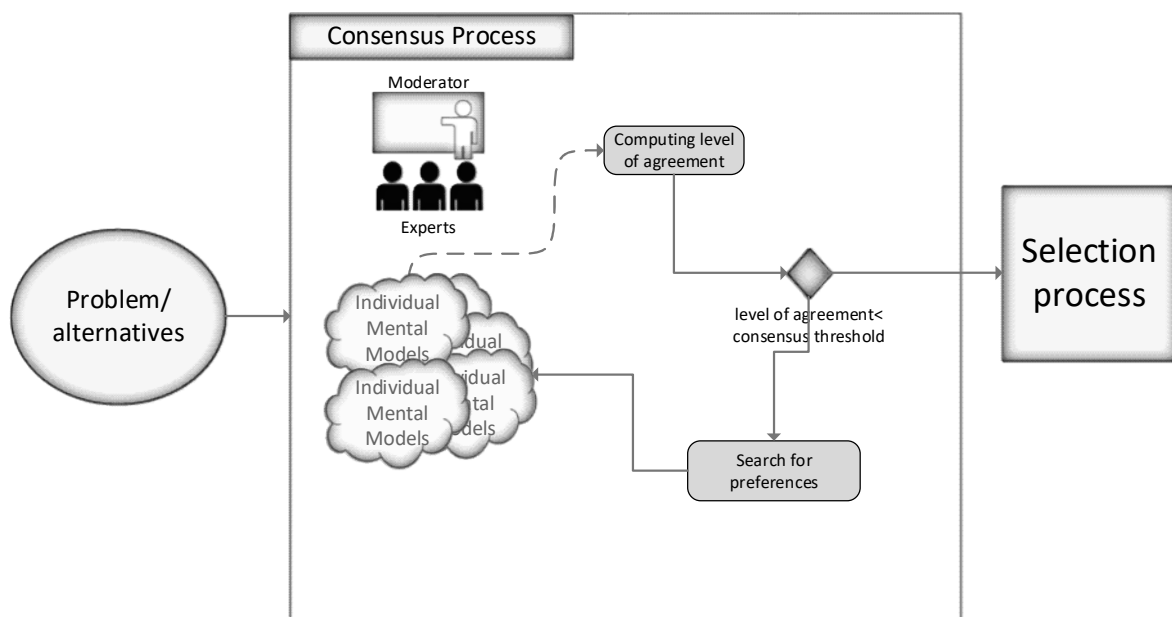 Consensus Process
Moderator
Experts
Computing level
of agreement
Problem/
alternatives
Individual
Mental
Models
Individual
Mental
Models
level of agreement<
consensus threshold
Search for
preferences
Selection
process